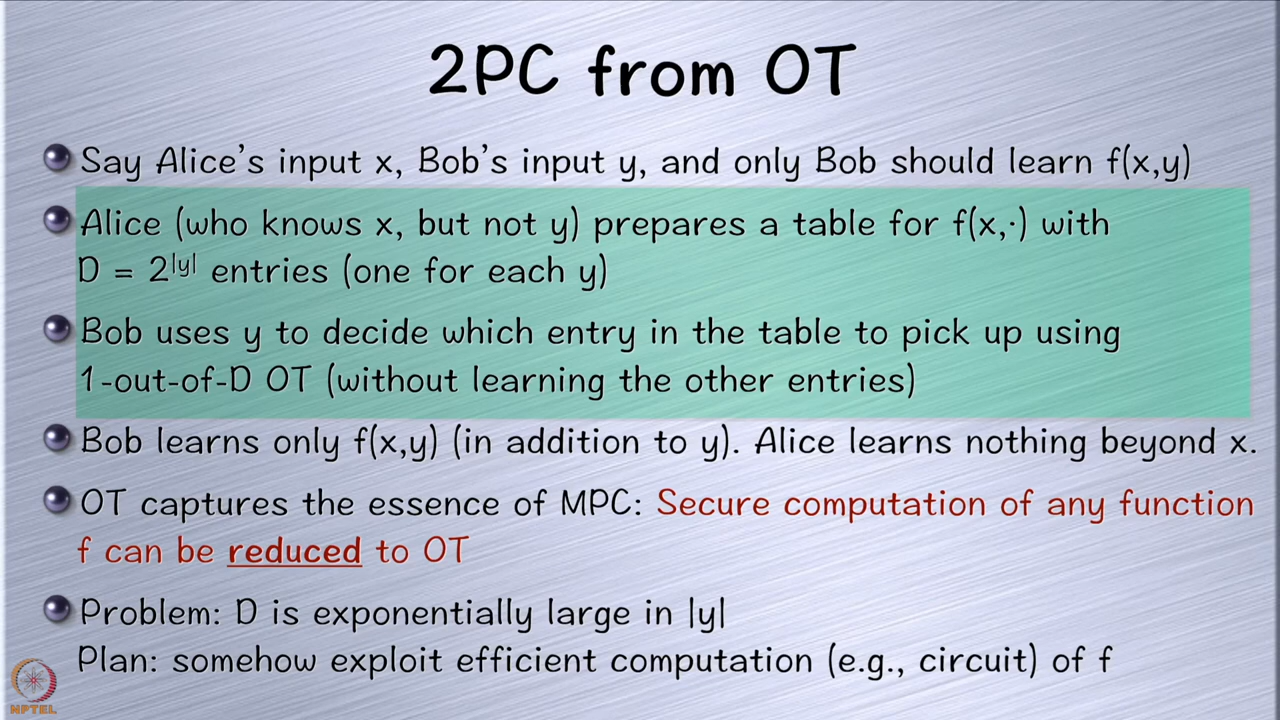 2PC from OT
Say Alice's input x, Bob's input y, and only Bob should learn f(x,y)
Alice (who knows x, but not y) prepares a table for f(x,·) with
D = 2^|y| entries (one for each y)
Bob uses y to decide which entry in the table to pick up using
1-out-of-D OT (without learning the other entries)
Bob learns only f(x,y) (in addition to y). Alice learns nothing beyond x.
OT captures the essence of MPC: Secure computation of any function
f can be reduced to OT
Problem: D is exponentially large in |y|
Plan: somehow exploit efficient computation (e.g., circuit) of f
NPTEL